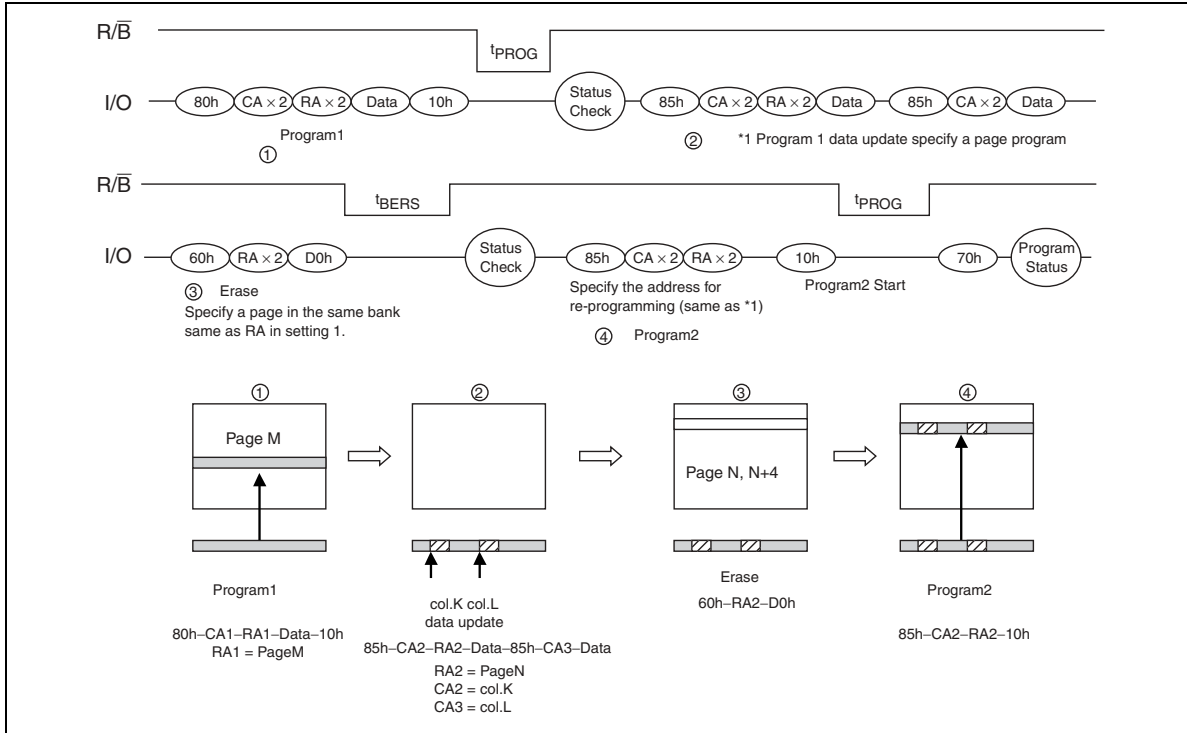 R/B
tPROG
I/O
80h CA × 2 RA × 2 Data 10h Status Check 85h CA × 2 RA × 2 Data 85h CA × 2 Data
Program1
①
② *1 Program 1 data update specify a page program
R/B
tBERS tPROG
I/O
60h RA × 2 D0h Status Check 85h CA × 2 RA × 2 10h 70h Program Status
③ Erase
Specify a page in the same bank
same as RA in setting 1.
Specify the address for
re-programming (same as *1)
④ Program2
Program2 Start
① ② ③ ④
Page M
Page N, N+4
Program1
80h–CA1–RA1–Data–10h
RA1 = PageM
col.K col.L
data update
85h–CA2–RA2–Data–85h–CA3–Data
RA2 = PageN
CA2 = col.K
CA3 = col.L
Erase
60h–RA2–D0h
Program2
85h–CA2–RA2–10h